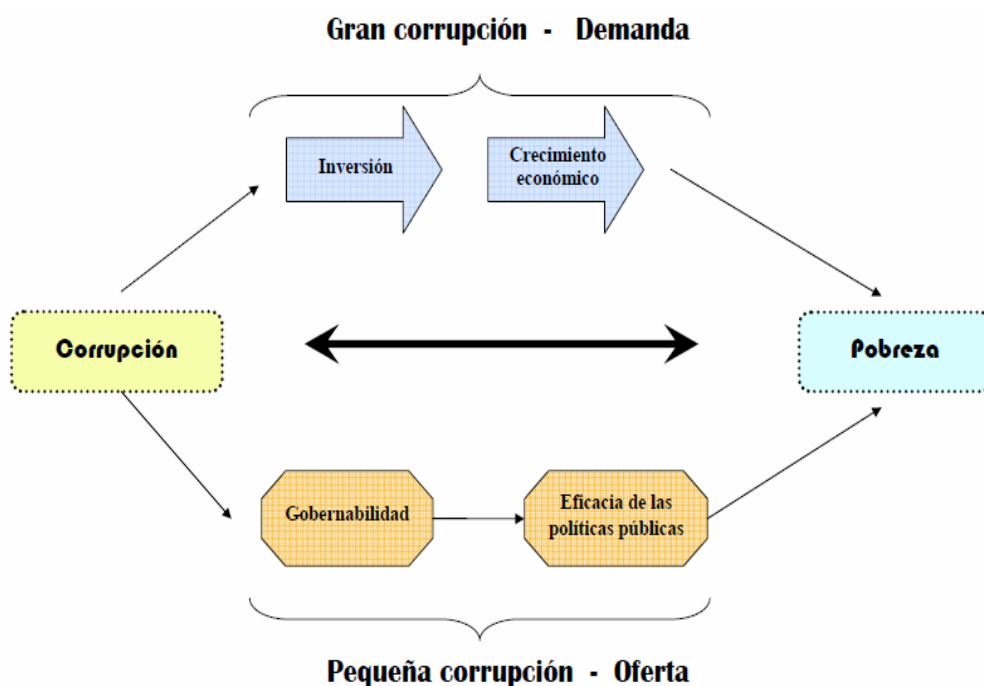 Gran corrupción - Demanda
Inversión
Crecimiento
económico
Corrupción
Pobreza
Gobernabilidad
Eficacia de las
políticas públicas
Pequeña corrupción - Oferta